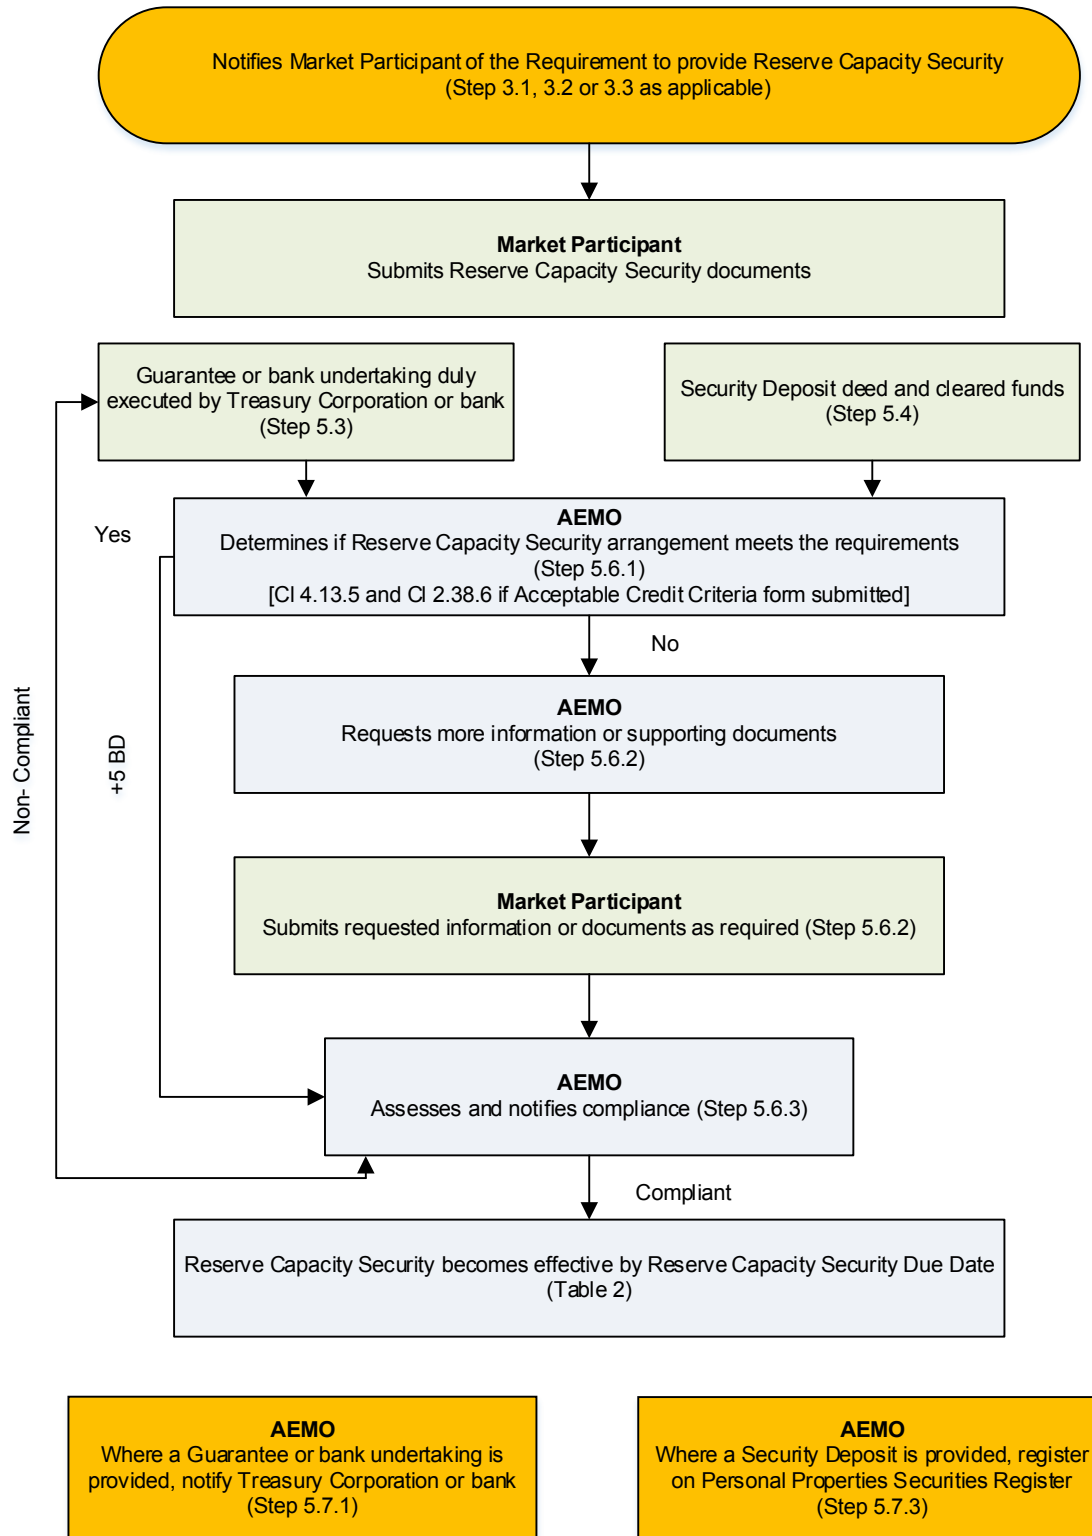 Notifies Market Participant of the Requirement to provide Reserve Capacity Security
(Step 3.1, 3.2 or 3.3 as applicable)
Market Participant
Submits Reserve Capacity Security documents
Guarantee or bank undertaking duly
executed by Treasury Corporation or bank
(Step 5.3)
Security Deposit deed and cleared funds
(Step 5.4)
Yes
AEMO
Determines if Reserve Capacity Security arrangement meets the requirements
(Step 5.6.1)
[Cl 4.13.5 and Cl 2.38.6 if Acceptable Credit Criteria form submitted]
No
AEMO
Requests more information or supporting documents
(Step 5.6.2)
Non- Compliant
+5 BD
Market Participant
Submits requested information or documents as required (Step 5.6.2)
AEMO
Assesses and notifies compliance (Step 5.6.3)
Compliant
Reserve Capacity Security becomes effective by Reserve Capacity Security Due Date
(Table 2)
AEMO
Where a Guarantee or bank undertaking is
provided, notify Treasury Corporation or bank
(Step 5.7.1)
AEMO
Where a Security Deposit is provided, register
on Personal Properties Securities Register
(Step 5.7.3)